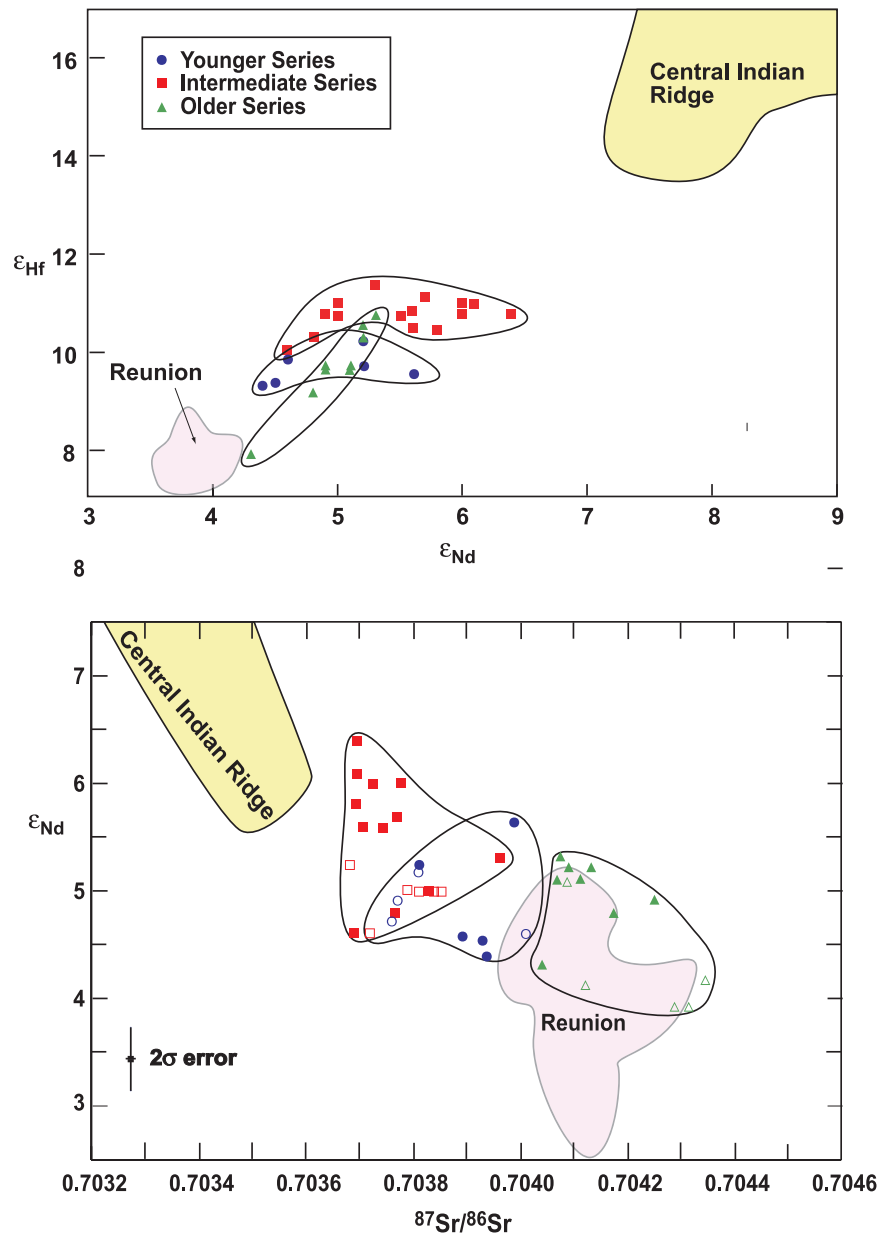 16
14
12
10
8
εHf
Younger Series
Intermediate Series
Older Series
Central Indian
Ridge
Reunion
3 4 5 6 7 8 9
εNd
8
7
6
5
4
3
εNd
Central Indian Ridge
Reunion
2σ error
0.7032 0.7034 0.7036 0.7038 0.7040 0.7042 0.7044 0.7046
87Sr/86Sr